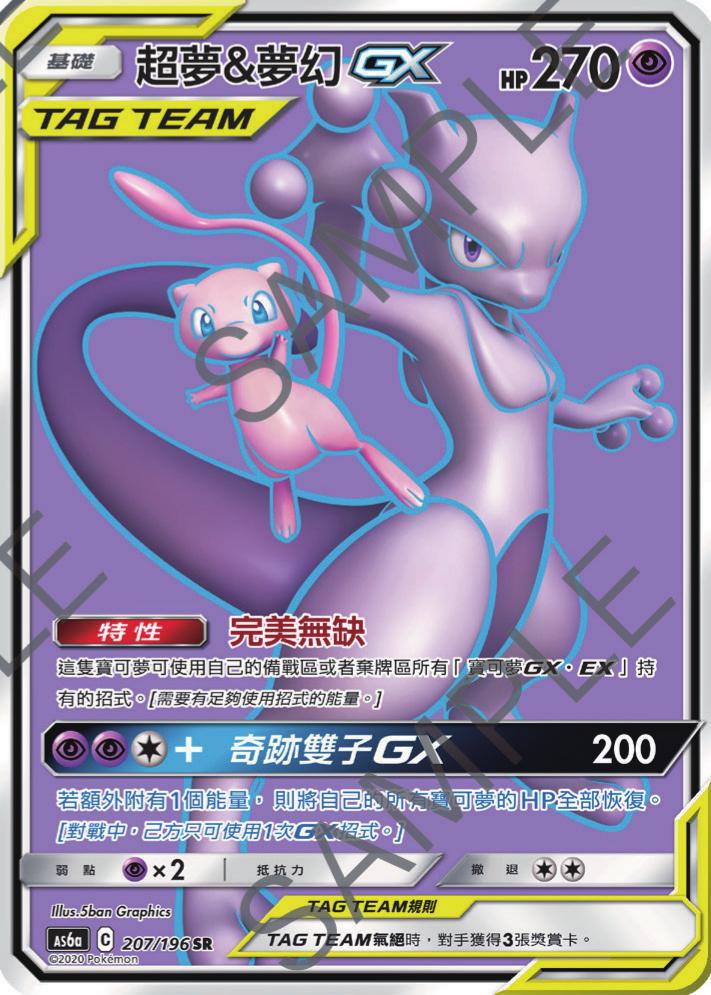 基礎 超夢&夢幻GX HP270
TAG TEAM
特性 完美無缺
這隻寶可夢可使用自己的備戰區或者棄牌區所有「寶可夢GX・EX」持
有的招式。[需要有足夠使用招式的能量。]
+ 奇跡雙子GX 200
若額外附有1個能量，則將自己的所有寶可夢的HP全部恢復。
[對戰中，己方只可使用1次GX招式。]
弱點 ×2 抵抗力 撤退
Illus.5ban Graphics
TAG TEAM規則
AS6a C 207/196 SR
TAG TEAM氣絕時，對手獲得3張獎賞卡。
©2020 Pokémon
SAMPLE
SAMPLE
SAMPLE